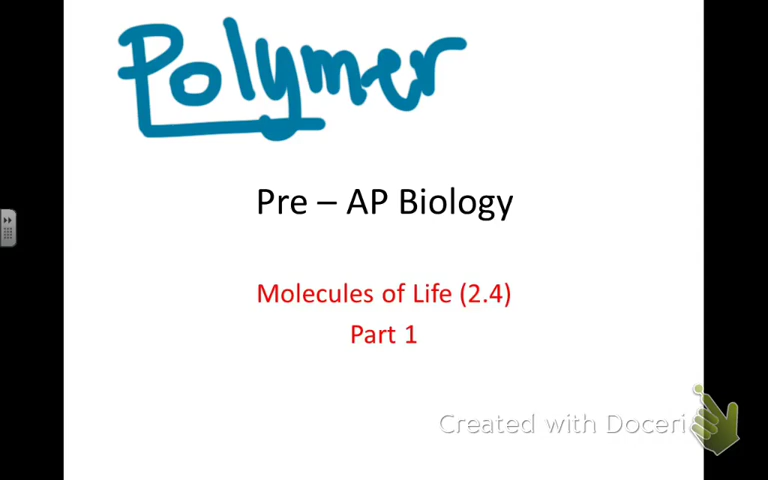 Polymer
Pre – AP Biology
Molecules of Life (2.4)
Part 1
Created with Doceri